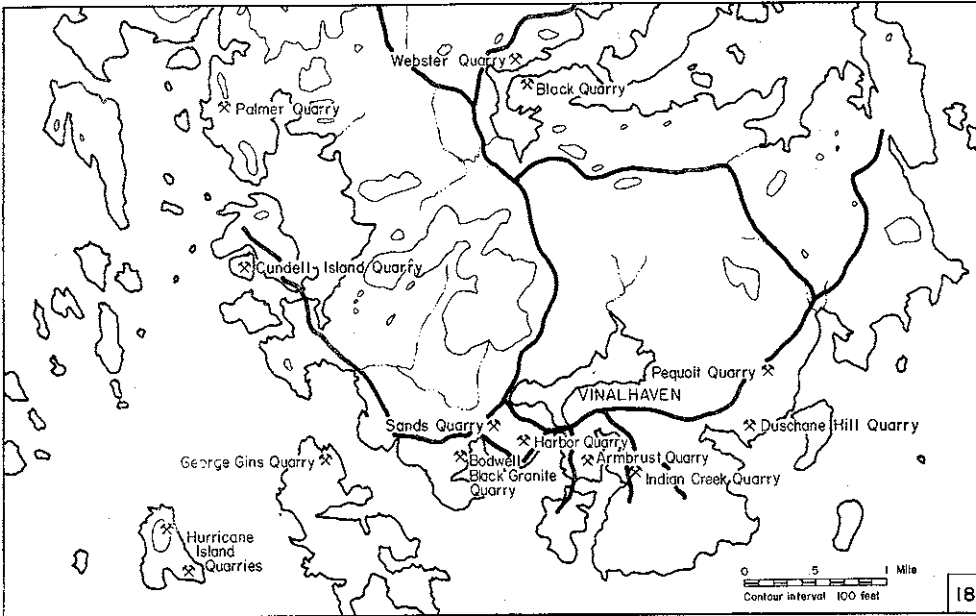 Webster Quarry
Black Quarry
Palmer Quarry
Cundell Island Quarry
Pequoit Quarry
VINALHAVEN
Sands Quarry
Duschane Hill Quarry
Harbor Quarry
George Gins Quarry
Bodwell
Black Granite
Quarry
Armbrust Quarry
Indian Creek Quarry
Hurricane
Island
Quarries
0 .5 1 Mile
Contour interval 100 feet
18